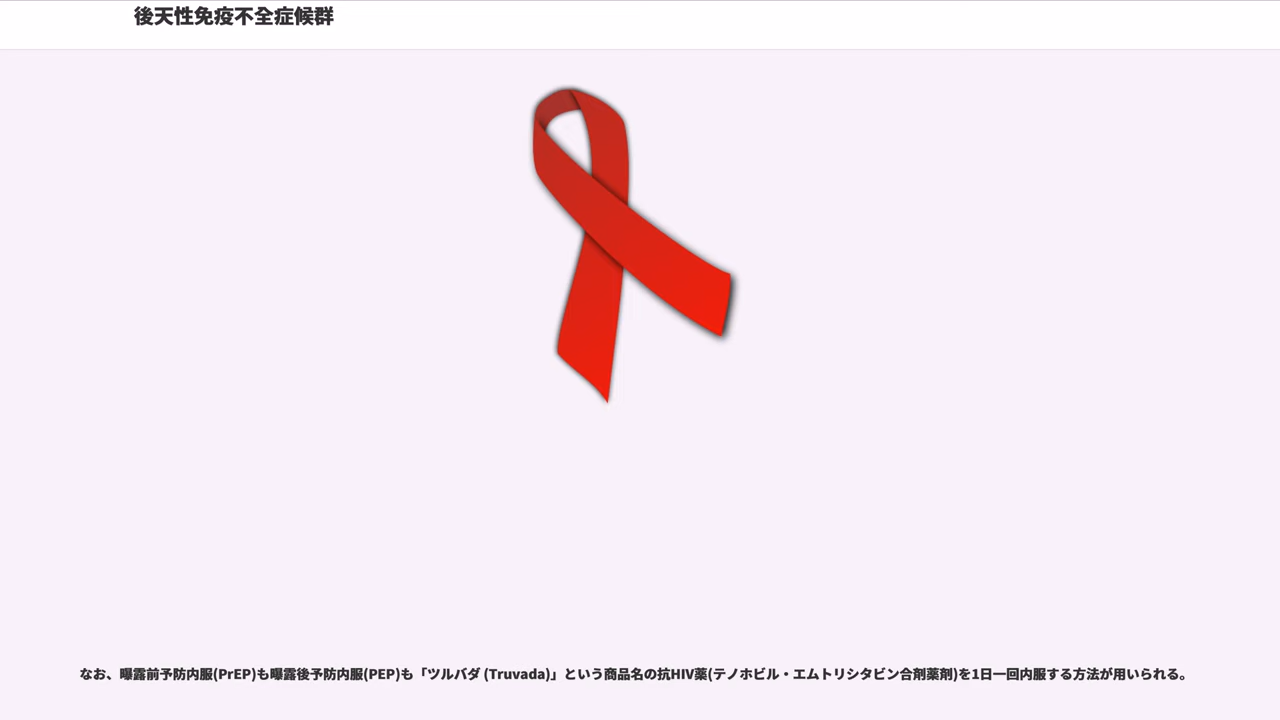 後天性免疫不全症候群
なお、曝露前予防内服(PrEP)も曝露後予防内服(PEP)も「ツルバダ (Truvada)」という商品名の抗HIV薬(テノホビル・エムトリシタビン合剤薬剤)を1日一回内服する方法が用いられる。